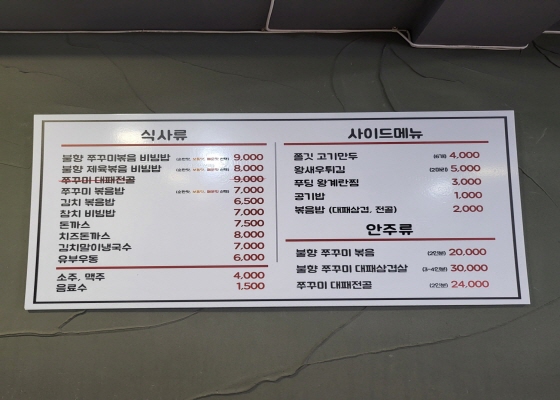 식사류
불향 쭈꾸미볶음 비빔밥 9,000
불향 제육볶음 비빔밥 8,000
쭈꾸미 대패전골 9,000
쭈꾸미 볶음밥 7,000
김치 볶음밥 6,500
참치 비빔밥 7,000
돈까스 7,500
치즈돈까스 8,000
김치말이냉국수 7,000
유부우동 6,000
소주, 맥주 4,000
음료수 1,500
사이드메뉴
쫄깃 고기만두 4,000
왕새우튀김 5,000
푸딩 왕계란찜 3,000
공기밥 1,000
볶음밥 (대패삼겹, 전골) 2,000
안주류
불향 쭈꾸미 볶음 (2인분) 20,000
불향 쭈꾸미 대패삼겹살 (3-4인분) 30,000
쭈꾸미 대패전골 (2인분) 24,000